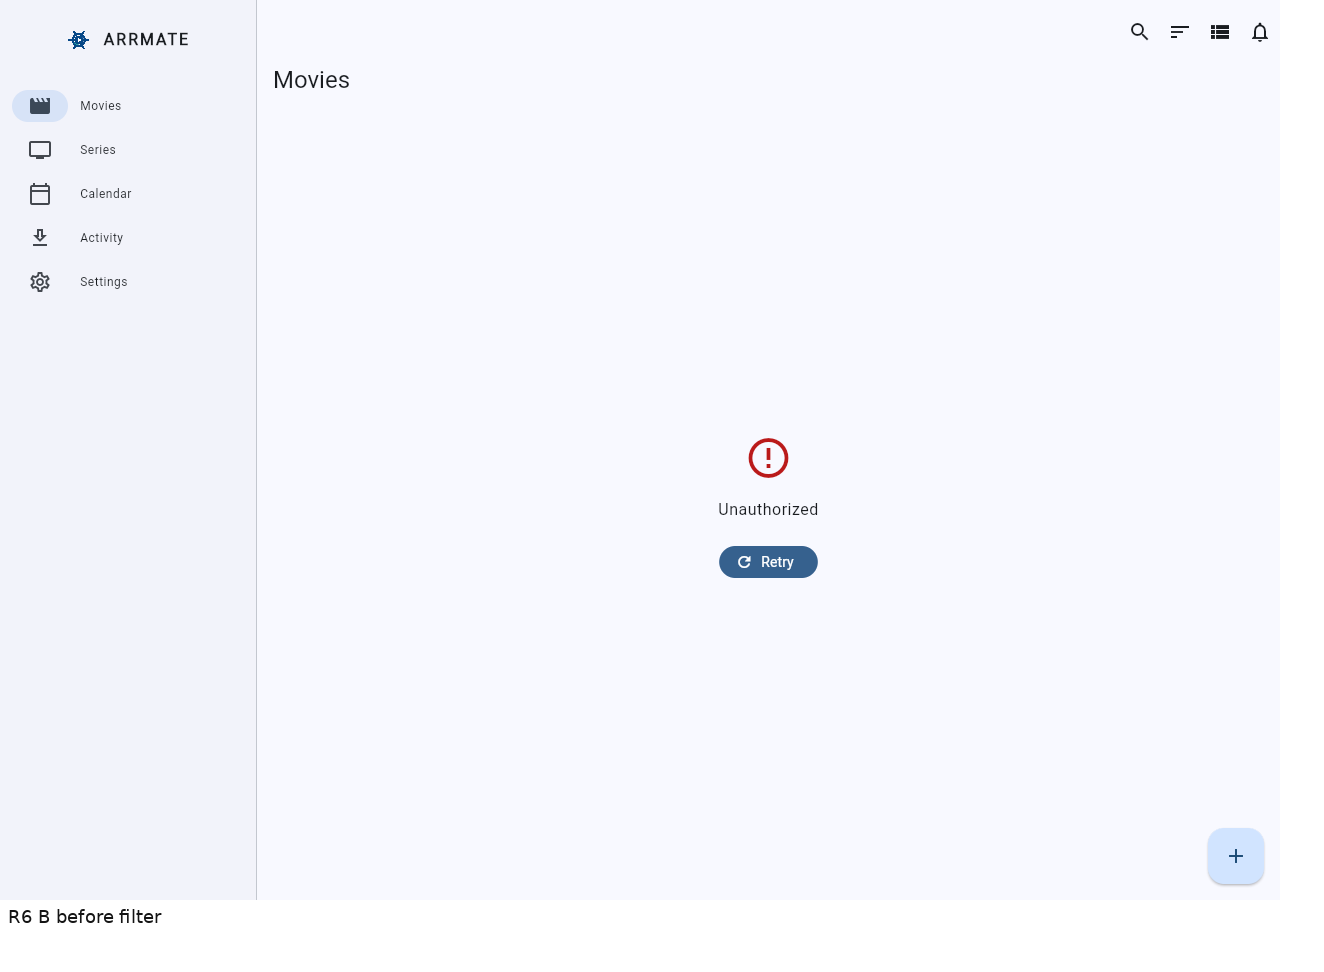 ARRMATE
Movies
Series
Calendar
Activity
Settings
Movies
Unauthorized
Retry
R6 B before filter